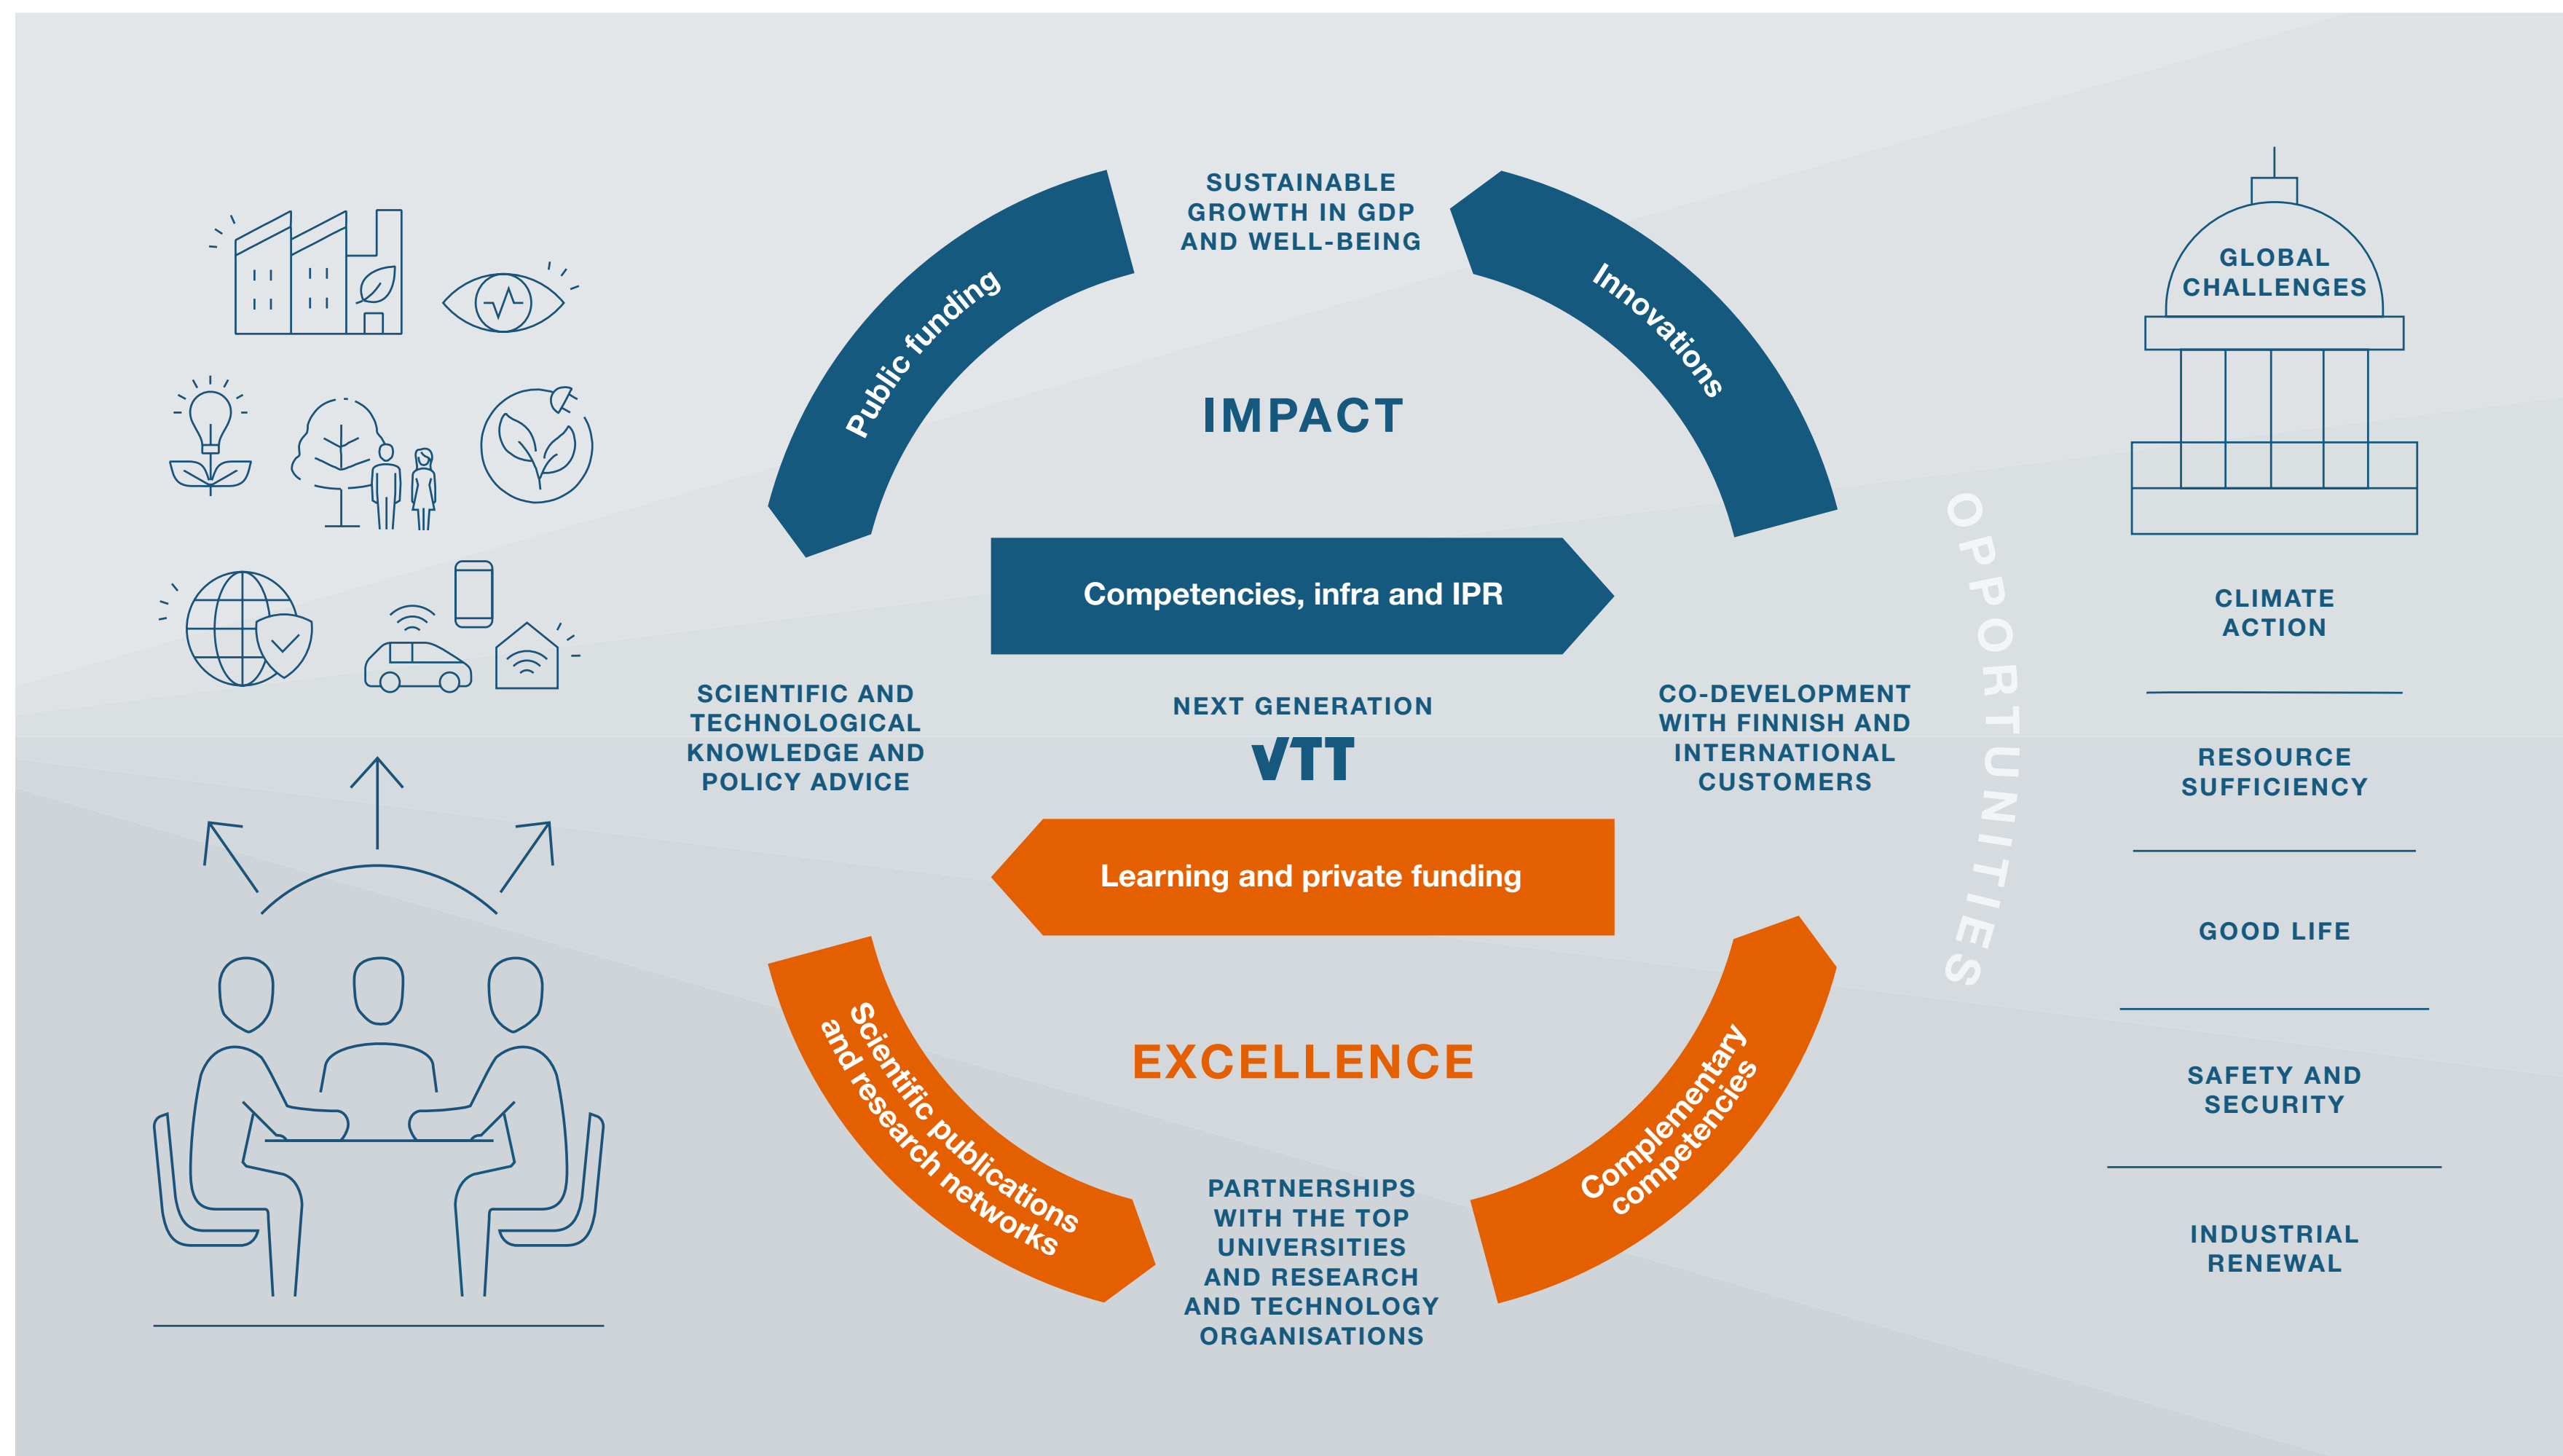 SUSTAINABLE
GROWTH IN GDP
AND WELL-BEING
Public funding
Innovations
IMPACT
Competencies, infra and IPR
SCIENTIFIC AND
TECHNOLOGICAL
KNOWLEDGE AND
POLICY ADVICE
NEXT GENERATION
VTT
CO-DEVELOPMENT
WITH FINNISH AND
INTERNATIONAL
CUSTOMERS
Learning and private funding
EXCELLENCE
Scientific publications
and research networks
Complementary
competencies
PARTNERSHIPS
WITH THE TOP
UNIVERSITIES
AND RESEARCH
AND TECHNOLOGY
ORGANISATIONS
OPPORTUNITIES
GLOBAL
CHALLENGES
CLIMATE
ACTION
RESOURCE
SUFFICIENCY
GOOD LIFE
SAFETY AND
SECURITY
INDUSTRIAL
RENEWAL